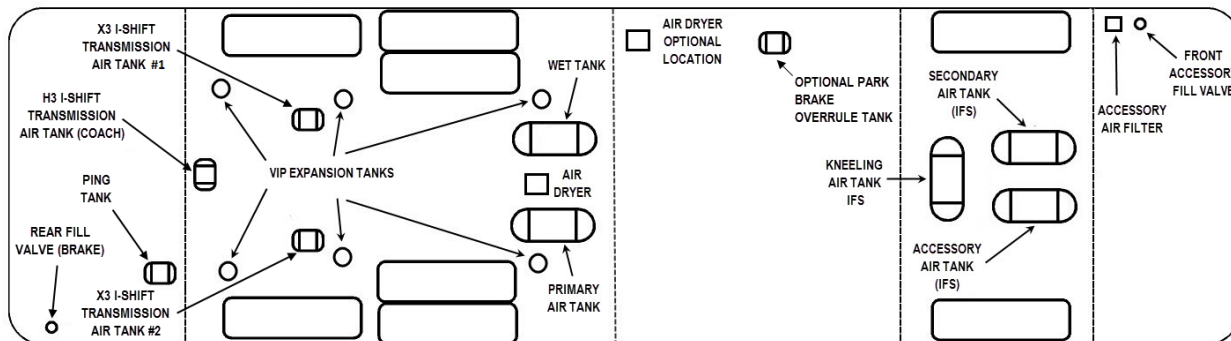 X3 I-SHIFT
TRANSMISSION
AIR TANK #1
H3 I-SHIFT
TRANSMISSION
AIR TANK (COACH)
PING
TANK
REAR FILL
VALVE (BRAKE)
X3 I-SHIFT
TRANSMISSION
AIR TANK #2
VIP EXPANSION TANKS
WET TANK
AIR
DRYER
PRIMARY
AIR TANK
AIR DRYER
OPTIONAL
LOCATION
OPTIONAL PARK
BRAKE
OVERRULE TANK
KNEELING
AIR TANK
IFS
SECONDARY
AIR TANK
(IFS)
ACCESSORY
AIR TANK
(IFS)
ACCESSORY
AIR FILTER
FRONT
ACCESSOR
FILL VALVE